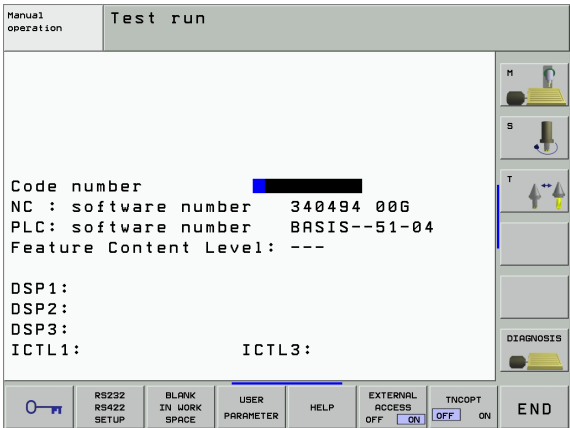 Manual operation
Test run
M
S
T
Code number
NC : software number 340494 00G
PLC: software number BASIS--51-04
Feature Content Level: ---
DSP1:
DSP2:
DSP3:
ICTL1: ICTL3:
DIAGNOSIS
RS232 RS422 SETUP
BLANK IN WORK SPACE
USER PARAMETER
HELP
EXTERNAL ACCESS OFF ON
TNCOPT OFF ON
END